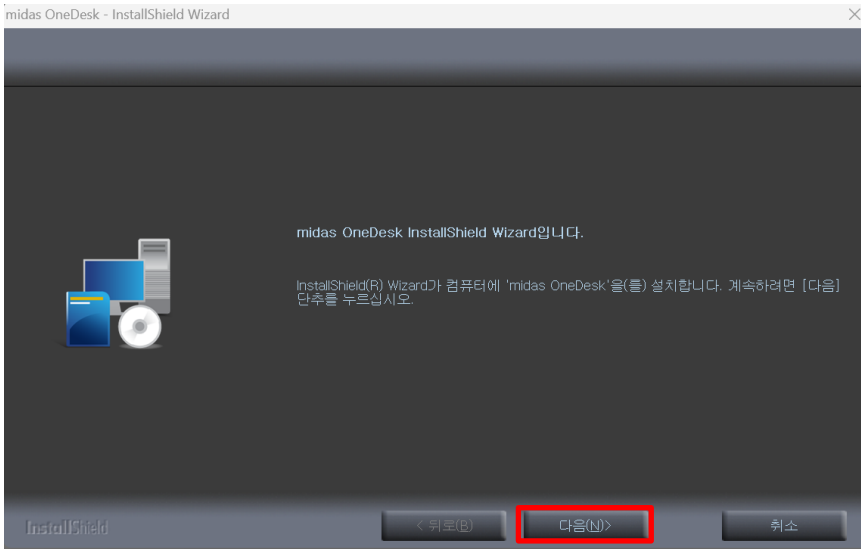 midas OneDesk - InstallShield Wizard
midas OneDesk InstallShield Wizard입니다.
InstallShield(R) Wizard가 컴퓨터에 'midas OneDesk'을(를) 설치합니다. 계속하려면 [다음]
단추를 누르십시오.
InstallShield
< 뒤로(B)
다음(N)>
취소